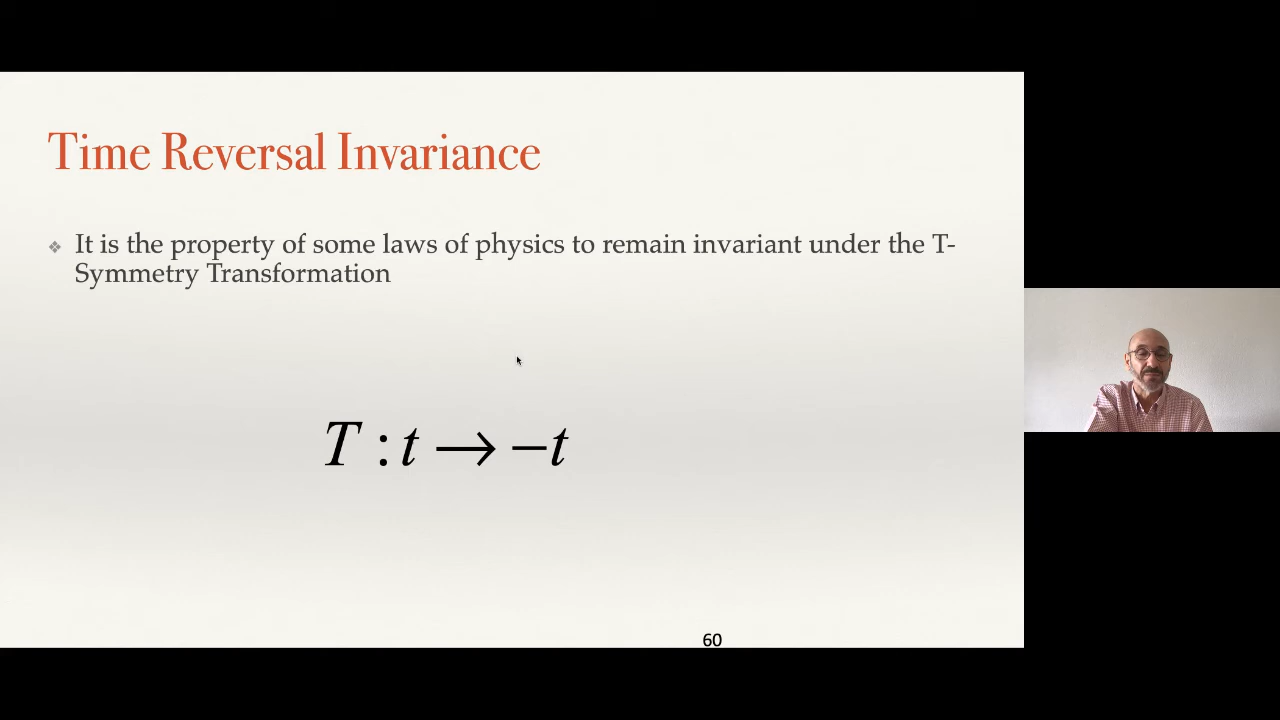 Time Reversal Invariance
❖ It is the property of some laws of physics to remain invariant under the T-
Symmetry Transformation
T : t → −t
60